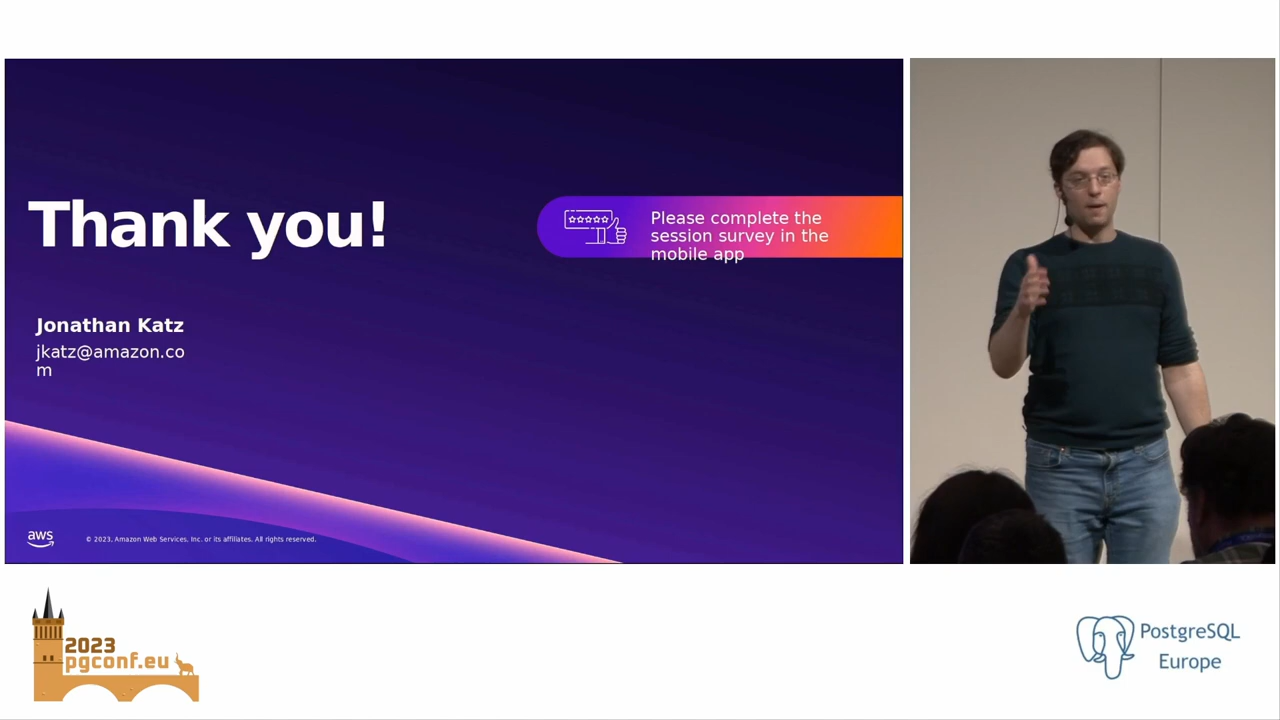 Thank you!
Please complete the
session survey in the
mobile app
Jonathan Katz
jkatz@amazon.co
m
aws
© 2023, Amazon Web Services, Inc. or its affiliates. All rights reserved.
2023
pgconf.eu
PostgreSQL
Europe